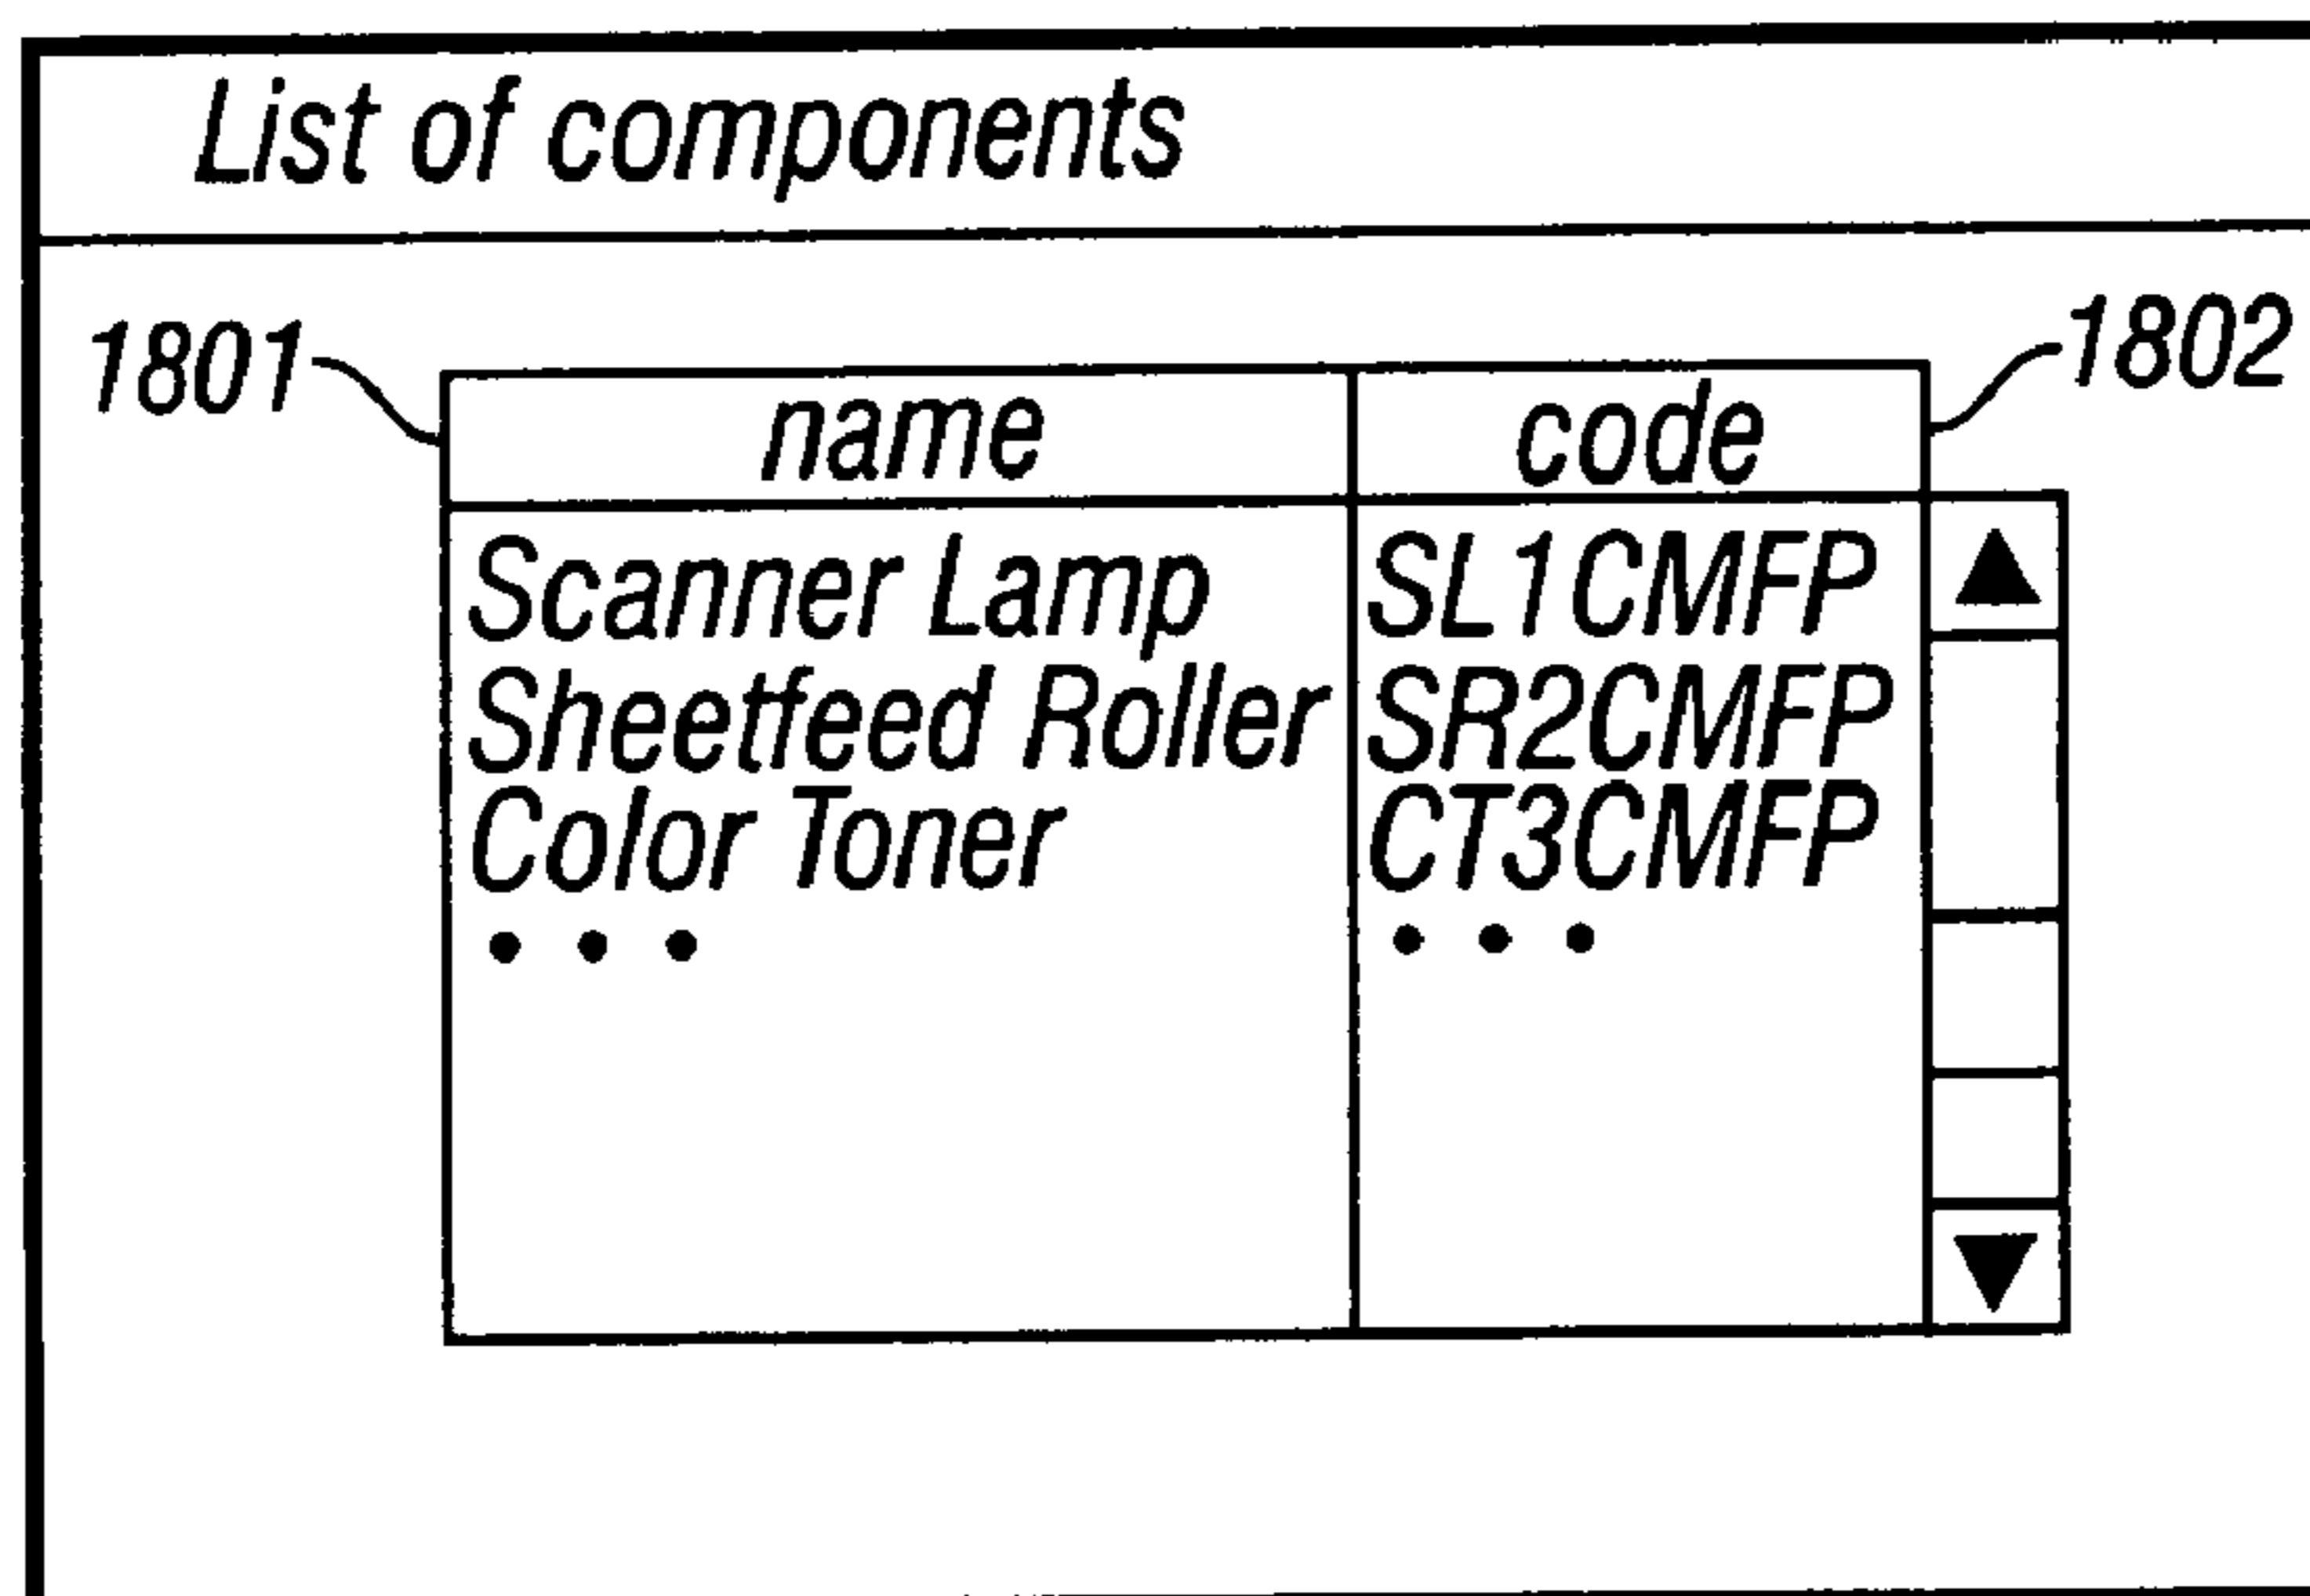 List of components
1801 1802
name code
Scanner Lamp SL1CMFP
Sheetfeed Roller SR2CMFP
Color Toner CT3CMFP
• • • • • •